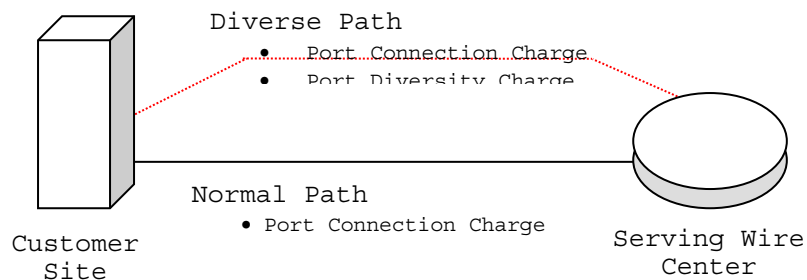 Diverse Path
• Port Connection Charge
• Port Diversity Charge
Normal Path
• Port Connection Charge
Customer
Site
Serving Wire
Center